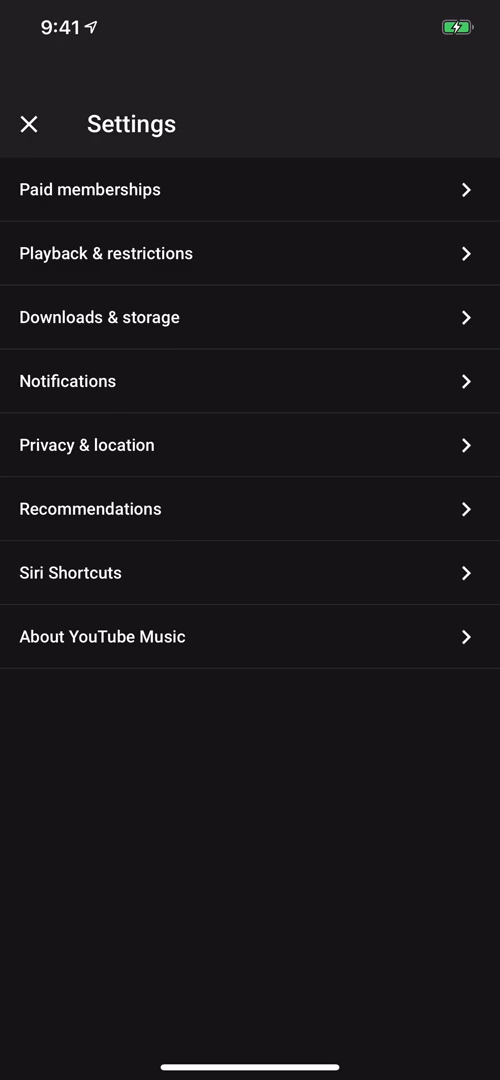 9:41
Settings
Paid memberships
Playback & restrictions
Downloads & storage
Notifications
Privacy & location
Recommendations
Siri Shortcuts
About YouTube Music